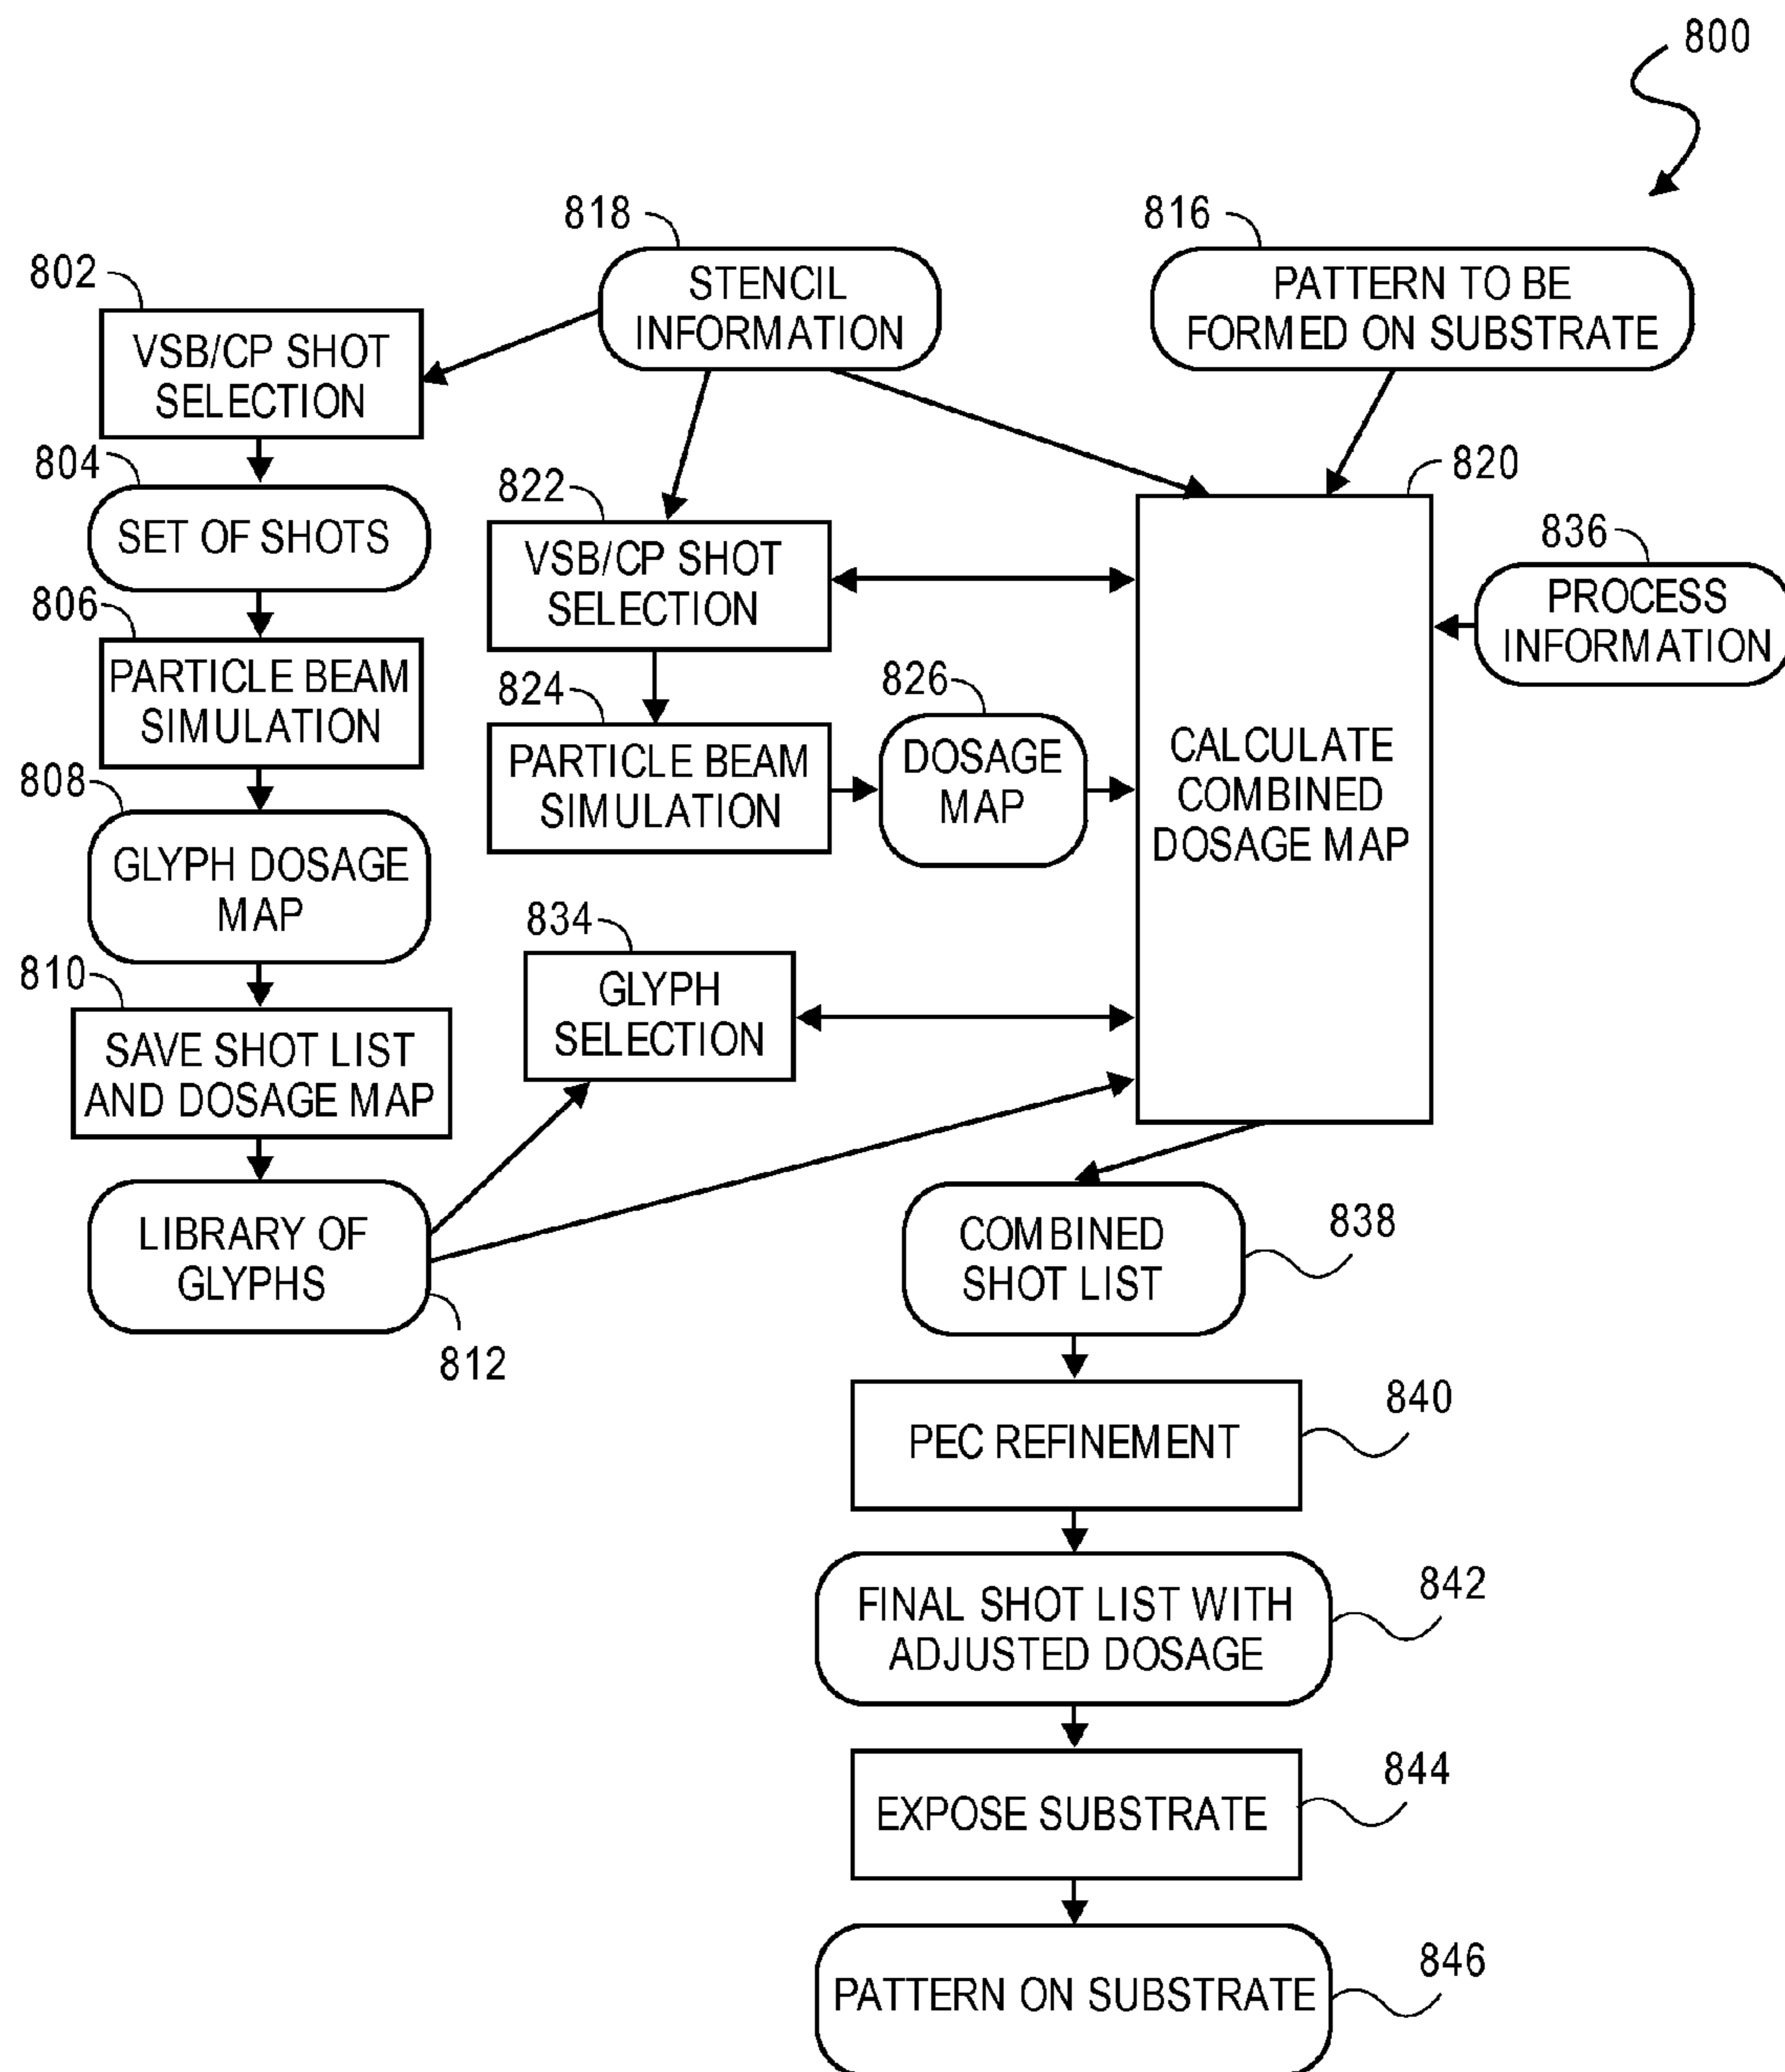 800
818
816
802
STENCIL
INFORMATION
PATTERN TO BE
FORMED ON SUBSTRATE
VSB/CP SHOT
SELECTION
804
822
820
SET OF SHOTS
VSB/CP SHOT
SELECTION
836
PROCESS
INFORMATION
806
PARTICLE BEAM
SIMULATION
824
826
PARTICLE BEAM
SIMULATION
DOSAGE
MAP
CALCULATE
COMBINED
DOSAGE MAP
808
GLYPH DOSAGE
MAP
834
GLYPH
SELECTION
810
SAVE SHOT LIST
AND DOSAGE MAP
LIBRARY OF
GLYPHS
812
COMBINED
SHOT LIST
838
PEC REFINEMENT
840
FINAL SHOT LIST WITH
ADJUSTED DOSAGE
842
EXPOSE SUBSTRATE
844
PATTERN ON SUBSTRATE
846